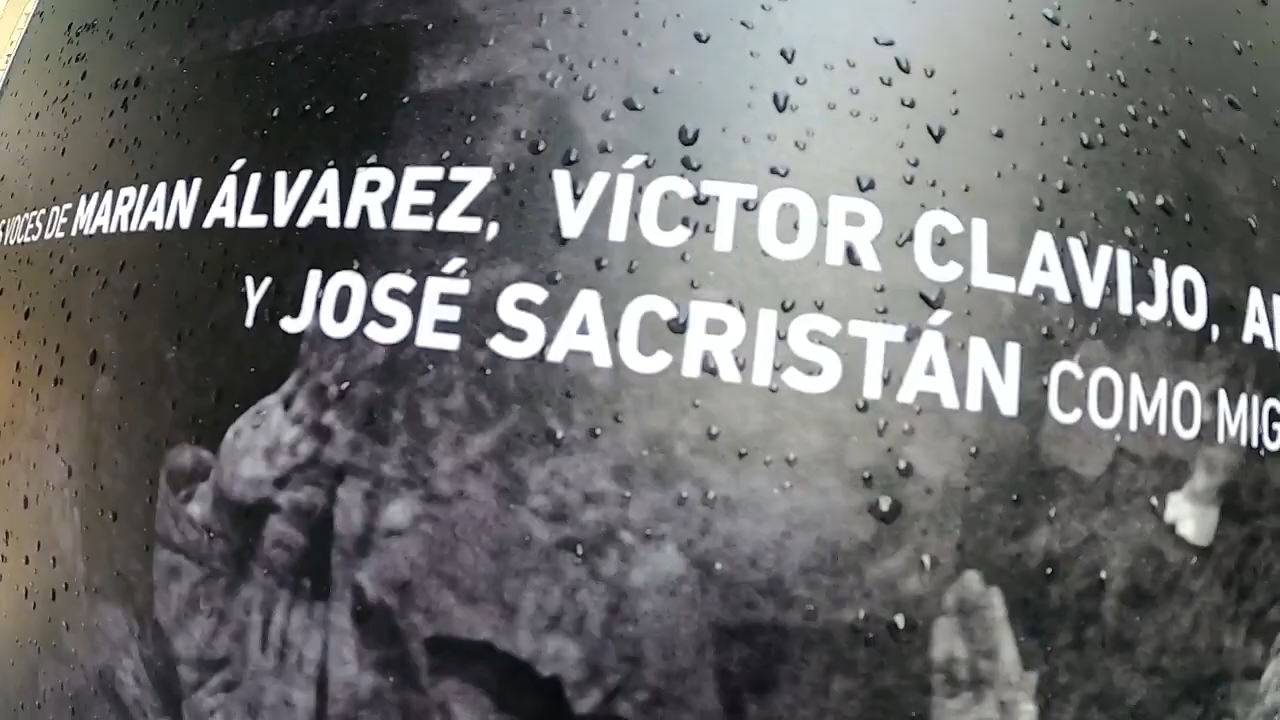 VOCES DE MARIAN ÁLVAREZ, VÍCTOR CLAVIJO,
Y JOSÉ SACRISTÁN COMO